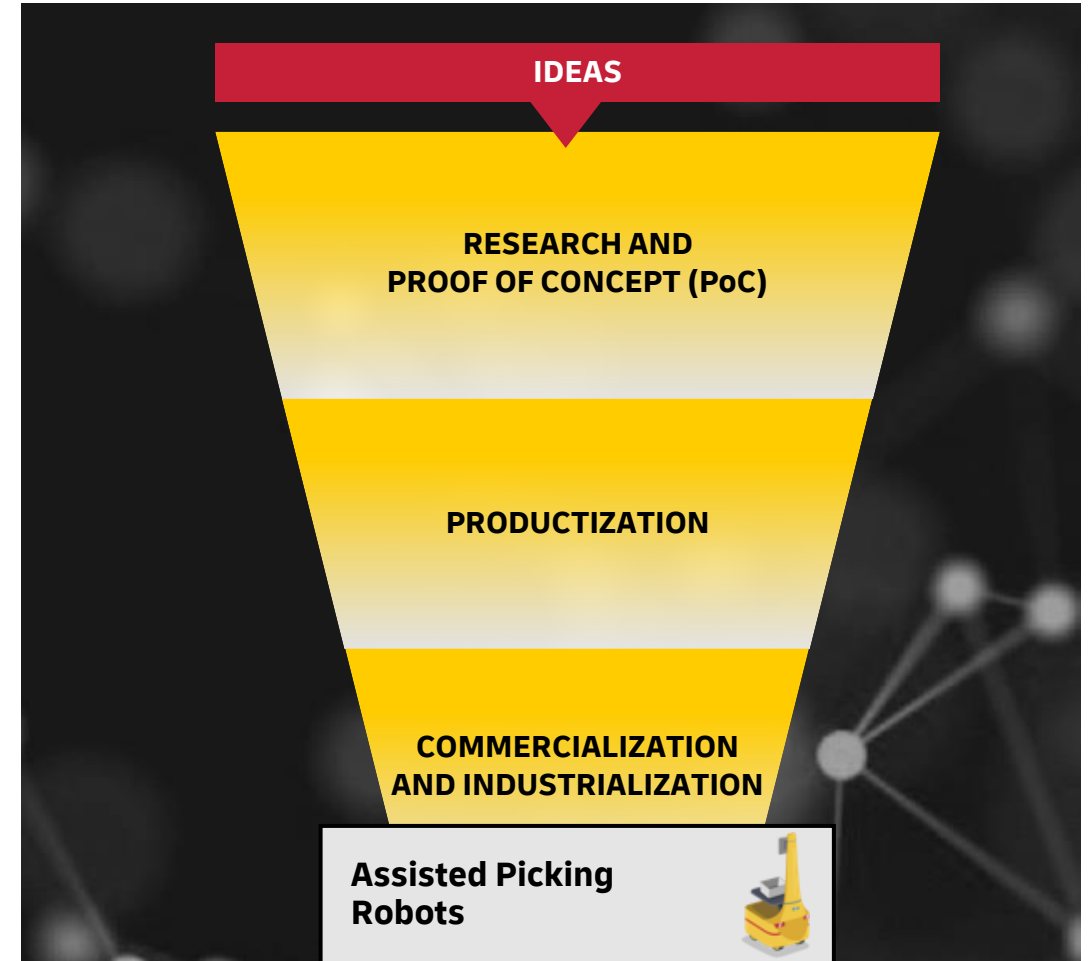 IDEAS
RESEARCH AND
PROOF OF CONCEPT (PoC)
PRODUCTIZATION
COMMERCIALIZATION
AND INDUSTRIALIZATION
Assisted Picking
Robots